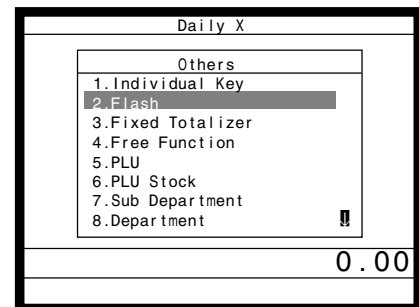 Daily X
Others
1.Individual Key
2.Flash
3.Fixed Totalizer
4.Free Function
5.PLU
6.PLU Stock
7.Sub Department
8.Department
0.00